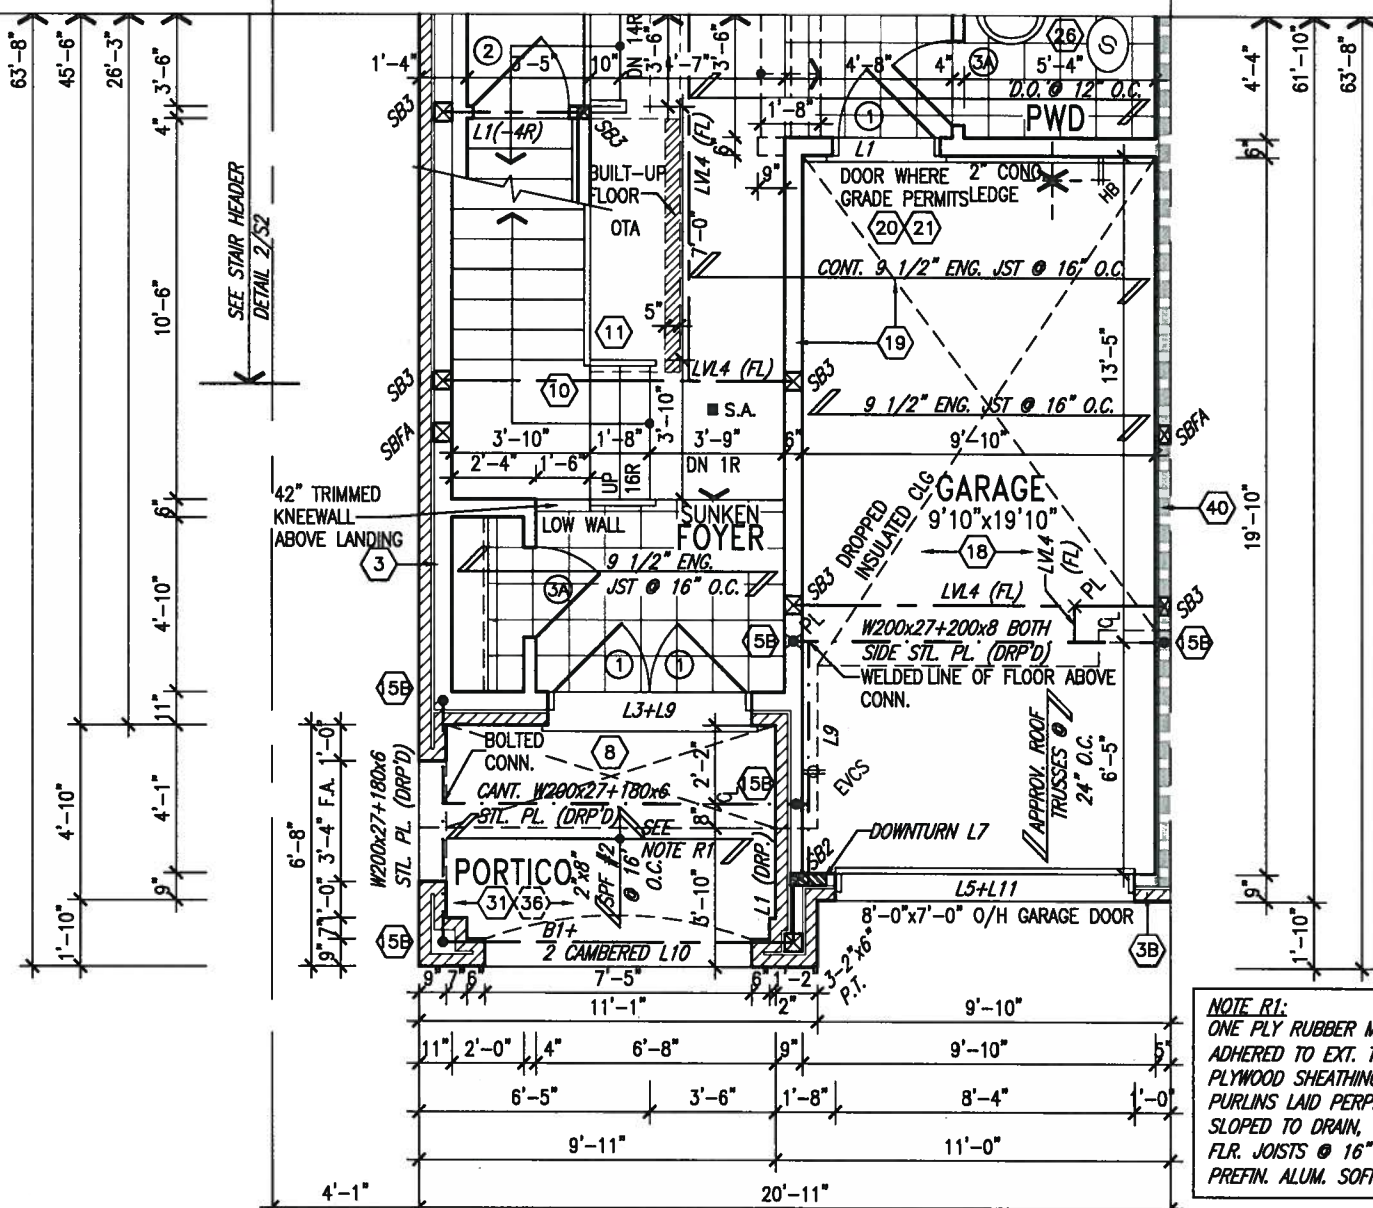 63'-8"
45'-6"
26'-3"
3'-6"
4"
10'-6"
6"
4'-10"
11"
4'-1"
9"
4'-10"
1'-10"
6'-8"
1'-0"
3'-4" F.A.
1'-0"
7"
9"
SEE STAIR HEADER
DETAIL 2/S2
1'-4"
2
3'-5"
10"
DN 14R
3'-6"
4'-7"
3'-6"
4'-8"
4"
3A
5'-4"
26
S
D.O. @ 12" O.C.
PWD
SB3
L1(-4R)
SB3
1'-8"
1
6"
L1
BUILT-UP
FLOOR
OTA
LVL4 (FL)
7'-0"
9"
DOOR WHERE
GRADE PERMITS
2" CONC.
LEDGE
HB
20
21
CONT. 9 1/2" ENG. JST @ 16" O.C.
5"
11
19
13'-5"
SB3
10
LVL4 (FL)
SB3
9 1/2" ENG. JST @ 16" O.C.
S.A.
SBFA
3'-10"
3'-10"
1'-8"
3'-9"
6"
9'-10"
SBFA
2'-4"
1'-6"
UP
16R
DN 1R
42" TRIMMED
KNEEWALL
ABOVE LANDING
LOW WALL
SUNKEN
FOYER
DROPPED
INSULATED CLG
GARAGE
9'10"x19'10"
18
40
3
9 1/2" ENG.
JST @ 16" O.C.
3A
LVL4
(FL)
SB3
LVL4 (FL)
PL
SB3
PL
15B
W200x27+200x8 BOTH
SIDE STL. PL. (DRP'D)
CL
15B
1
1
WELDED
CONN.
LINE OF FLOOR ABOVE
15B
L3+L9
L9
BOLTED
CONN.
8
2'-2"
15B
EVCS
APPROV. ROOF
TRUSSES @
24" O.C.
6'-5"
W200x27+180x6
STL. PL. (DRP'D)
CANT. W200x27+180x6
STL. PL. (DRP'D)
8"
SEE
NOTE R1
DOWNTURN L7
SB2
PORTICO
31
36
2"x8"
SPF #2
@ 16"
O.C.
3'-10"
L1 (DRP.)
L5+L11
8'-0"x7'-0" O/H GARAGE DOOR
15B
B1+
2 CAMBERED L10
3B
3-2"x6"
P.T.
9"
7"
6"
7'-5"
6"
1'-2"
2"
11'-1"
9'-10"
11"
2'-0"
4"
6'-8"
9"
9'-10"
5"
6'-5"
3'-6"
1'-8"
8'-4"
1'-0"
9'-11"
11'-0"
4'-1"
20'-11"
4'-4"
6"
19'-10"
9"
61'-10"
1'-10"
63'-8"
NOTE R1:
ONE PLY RUBBER M
ADHERED TO EXT. T
PLYWOOD SHEATHING
PURLINS LAID PERP.
SLOPED TO DRAIN,
FLR. JOISTS @ 16"
PREFIN. ALUM. SOFF